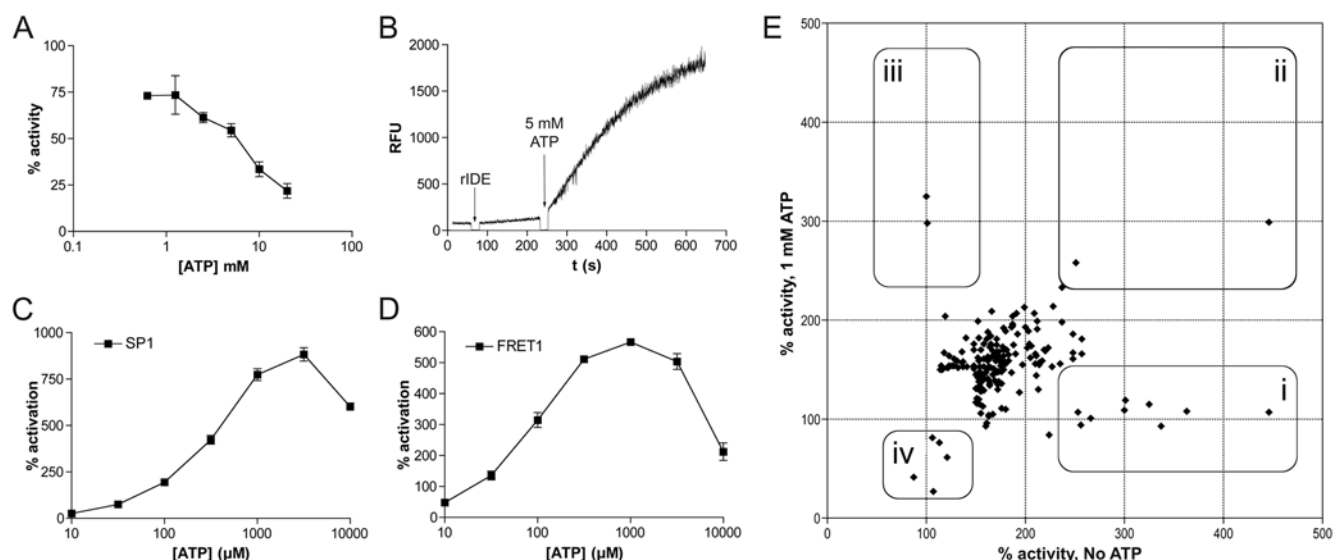 A
% activity
100
75
50
25
0
0.1
1
10
100
[ATP] mM
B
RFU
2000
1500
1000
500
0
rIDE
5 mM
ATP
0 100 200 300 400 500 600 700
t (s)
C
% activation
1000
750
500
250
0
SP1
10
100
1000
10000
[ATP] (µM)
D
% activation
600
500
400
300
200
100
0
FRET1
10
100
1000
10000
[ATP] (µM)
E
% activity, 1 mM ATP
500
400
300
200
100
0
iii
ii
i
iv
0 100 200 300 400 500
% activity, No ATP